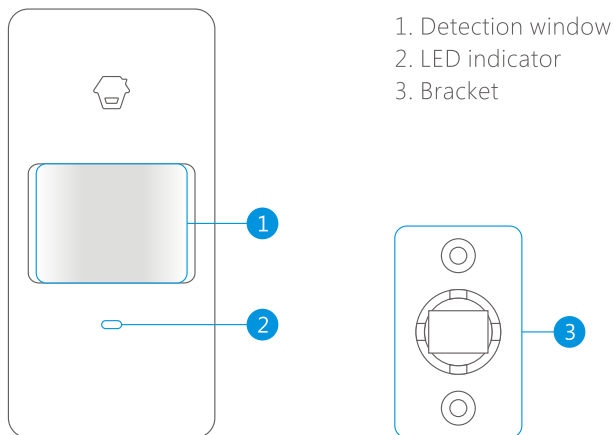 1. Detection window
2. LED indicator
3. Bracket
1
2
3